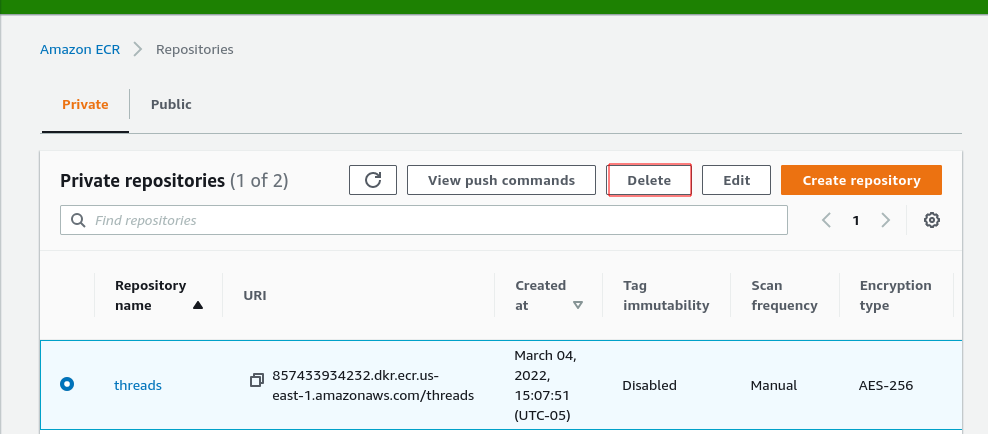 Amazon ECR > Repositories
Private Public
Private repositories (1 of 2) View push commands Delete Edit Create repository
Find repositories 1
Repository name URI Created at Tag immutability Scan frequency Encryption type
threads
857433934232.dkr.ecr.us-
east-1.amazonaws.com/threads
March 04,
2022,
15:07:51
(UTC-05)
Disabled Manual AES-256